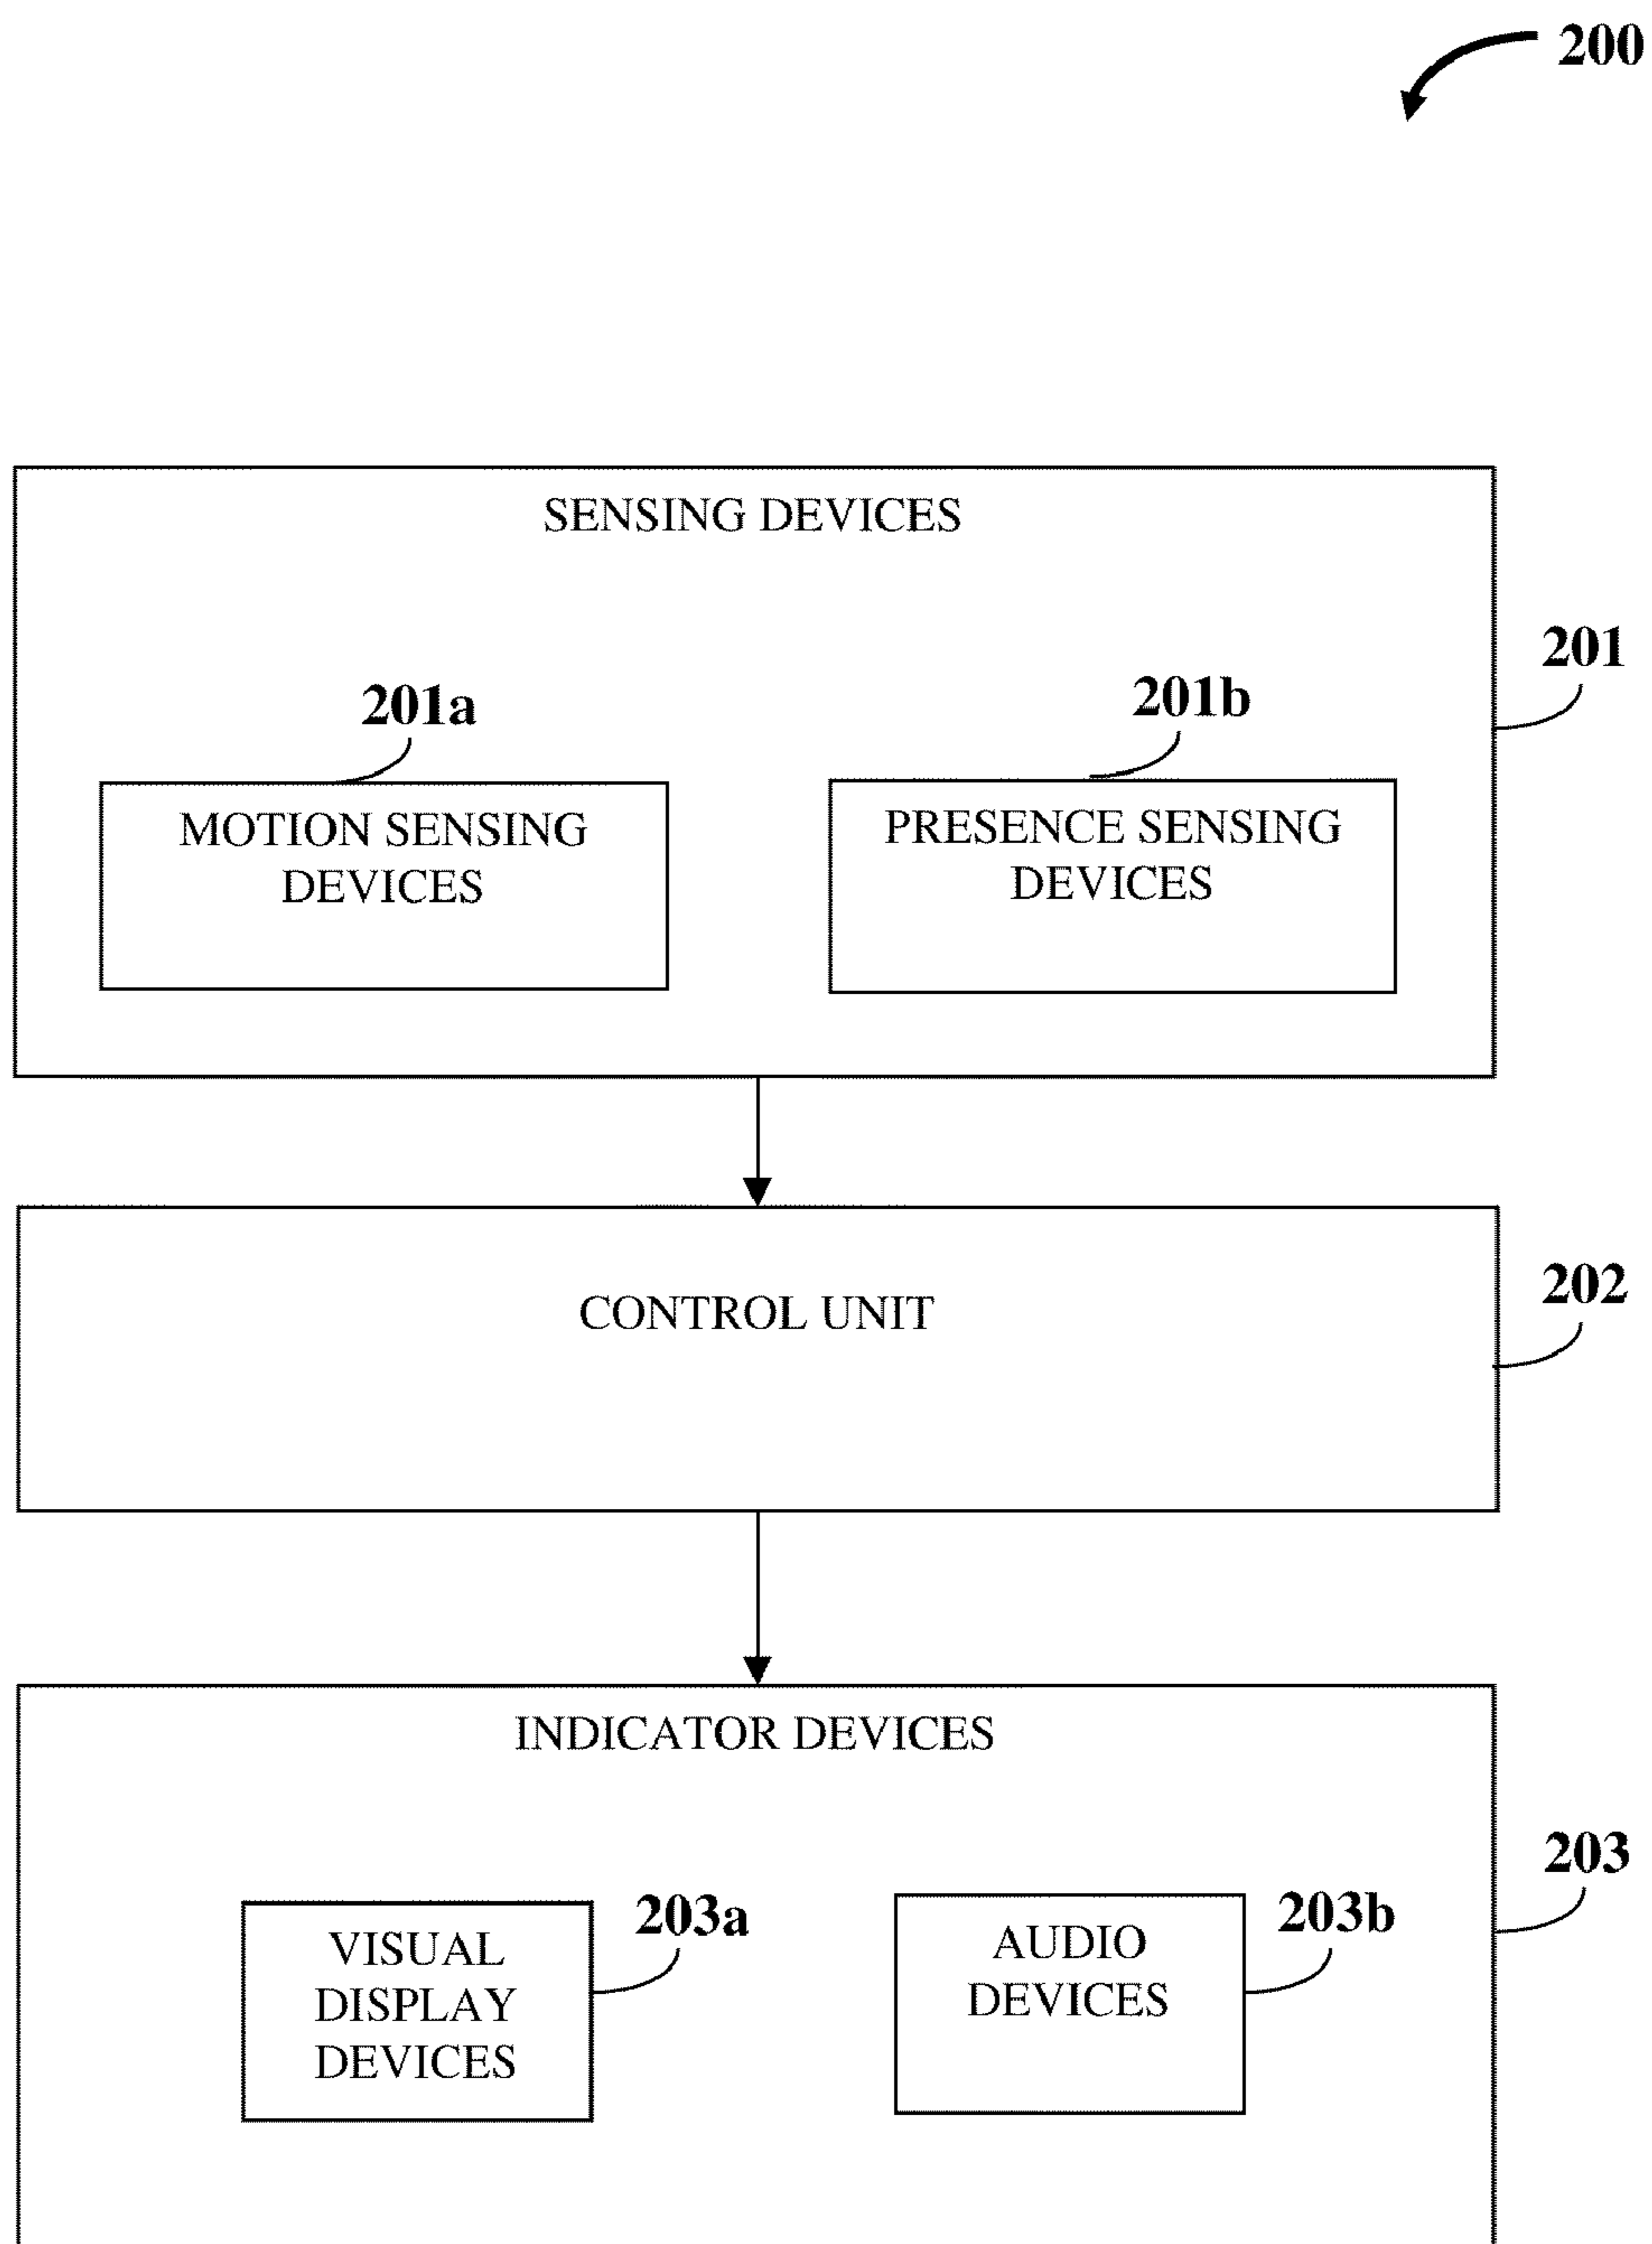 200
SENSING DEVICES
201
201a
201b
MOTION SENSING
DEVICES
PRESENCE SENSING
DEVICES
CONTROL UNIT
202
INDICATOR DEVICES
203
203a
203b
VISUAL
DISPLAY
DEVICES
AUDIO
DEVICES